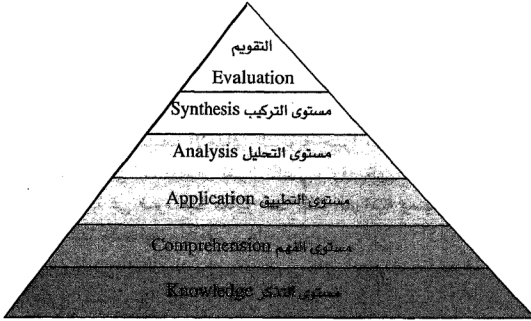 التقويم
Evaluation
مستوى التركيب Synthesis
مستوى التحليل Analysis
مستوى التطبيق Application
مستوى الفهم Comprehension
مستوى التذكر Knowledge